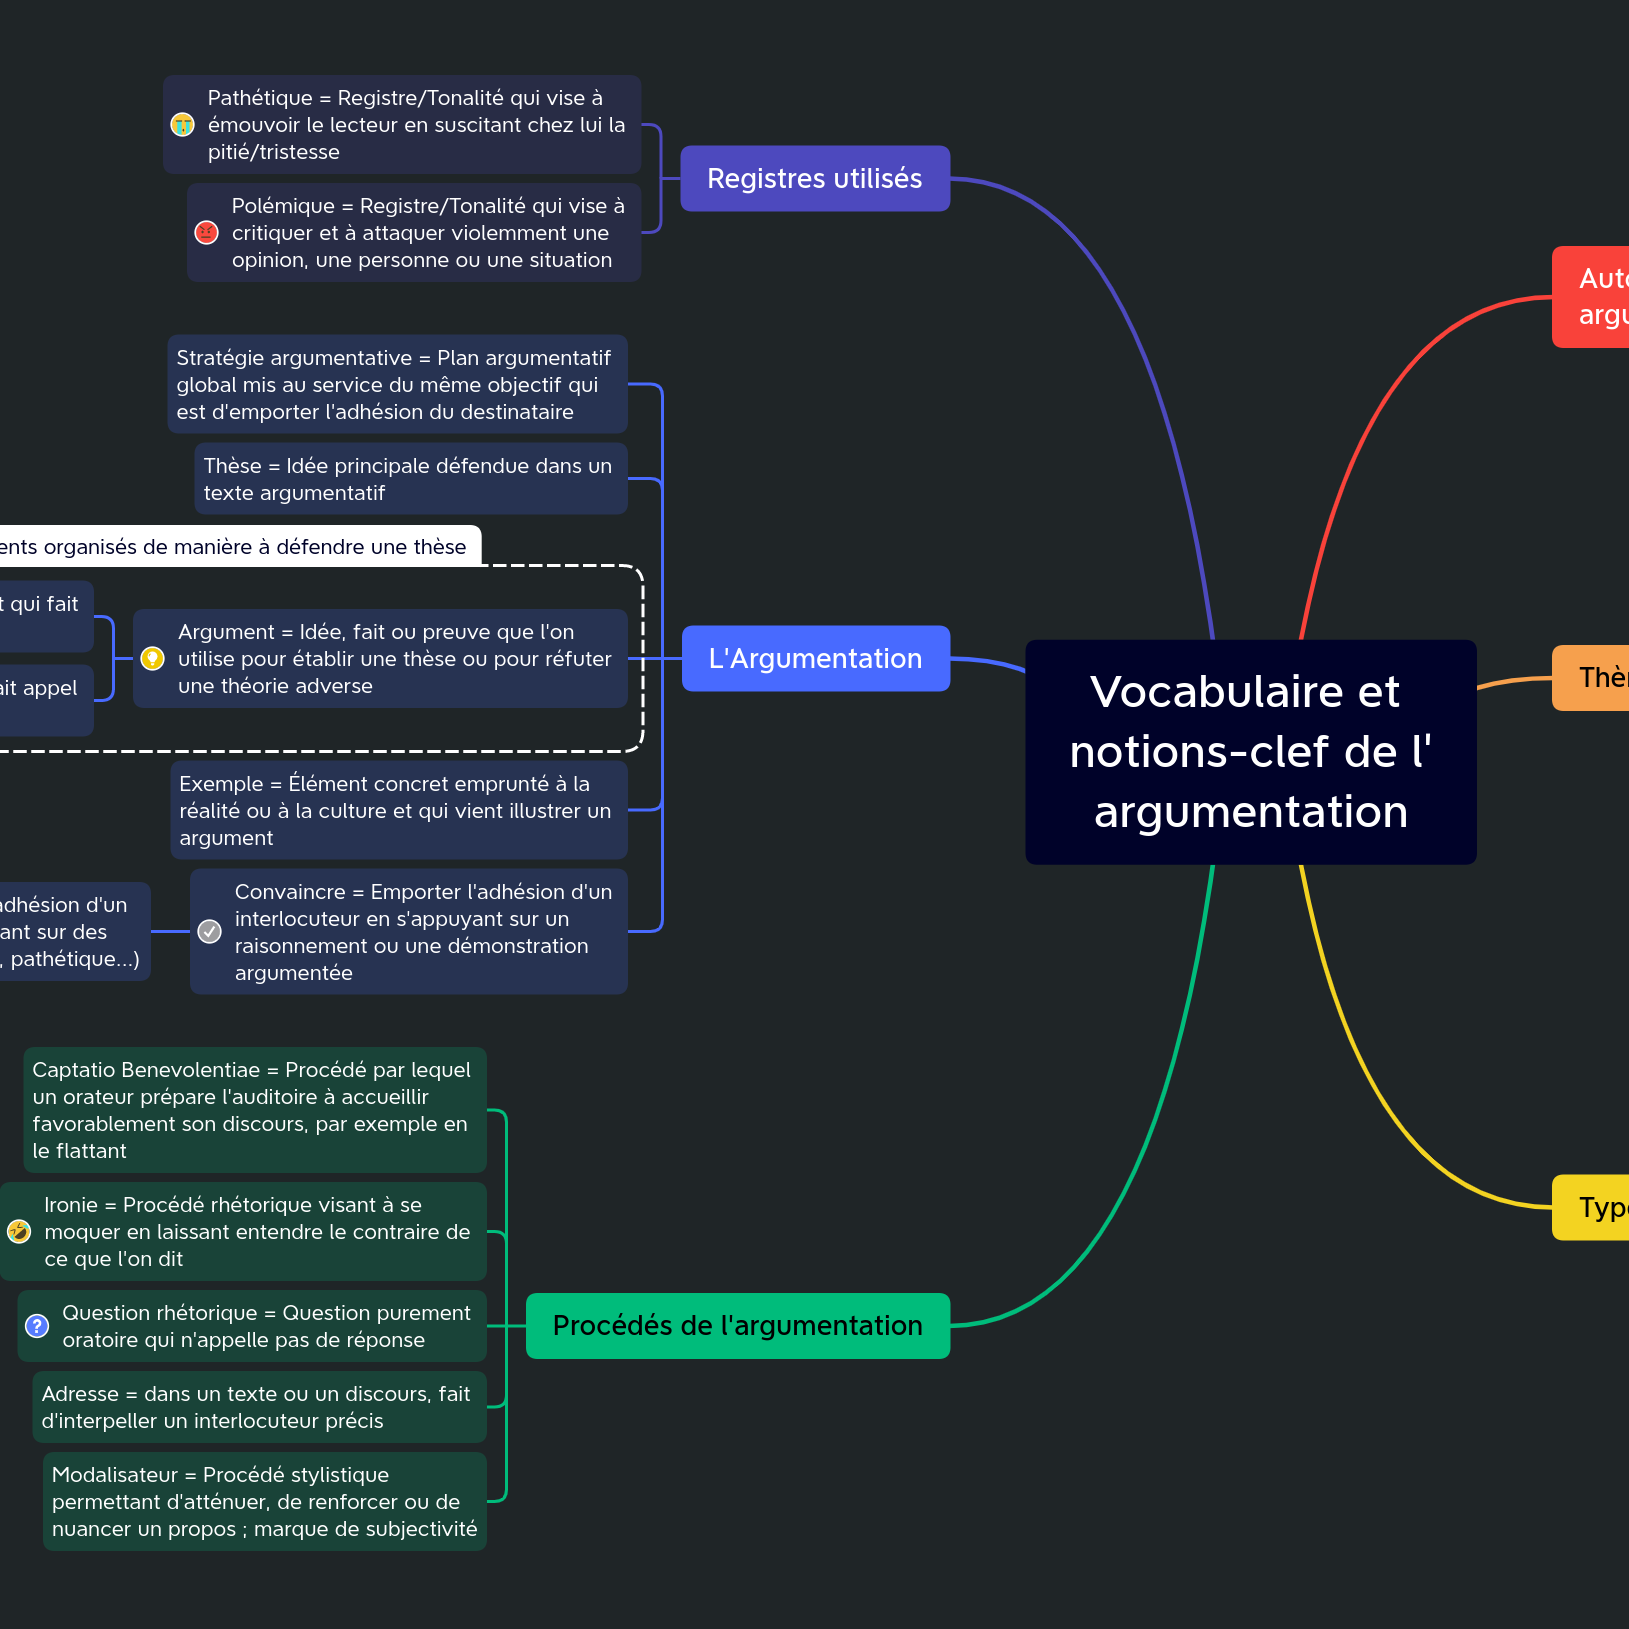 Pathétique = Registre/Tonalité qui vise à
émouvoir le lecteur en suscitant chez lui la
pitié/tristesse
Polémique = Registre/Tonalité qui vise à
critiquer et à attaquer violemment une
opinion, une personne ou une situation
Registres utilisés
Stratégie argumentative = Plan argumentatif
global mis au service du même objectif qui
est d'emporter l'adhésion du destinataire
Thèse = Idée principale défendue dans un
texte argumentatif
organisés de manière à défendre une thèse
qui fait
appel
Argument = Idée, fait ou preuve que l'on
utilise pour établir une thèse ou pour réfuter
une théorie adverse
Exemple = Élément concret emprunté à la
réalité ou à la culture et qui vient illustrer un
argument
d'un
sur des
, pathétique...)
Convaincre = Emporter l'adhésion d'un
interlocuteur en s'appuyant sur un
raisonnement ou une démonstration
argumentée
L'Argumentation
Captatio Benevolentiae = Procédé par lequel
un orateur prépare l'auditoire à accueillir
favorablement son discours, par exemple en
le flattant
Ironie = Procédé rhétorique visant à se
moquer en laissant entendre le contraire de
ce que l'on dit
Question rhétorique = Question purement
oratoire qui n'appelle pas de réponse
Adresse = dans un texte ou un discours, fait
d'interpeller un interlocuteur précis
Modalisateur = Procédé stylistique
permettant d'atténuer, de renforcer ou de
nuancer un propos ; marque de subjectivité
Procédés de l'argumentation
Vocabulaire et
notions-clef de l'
argumentation